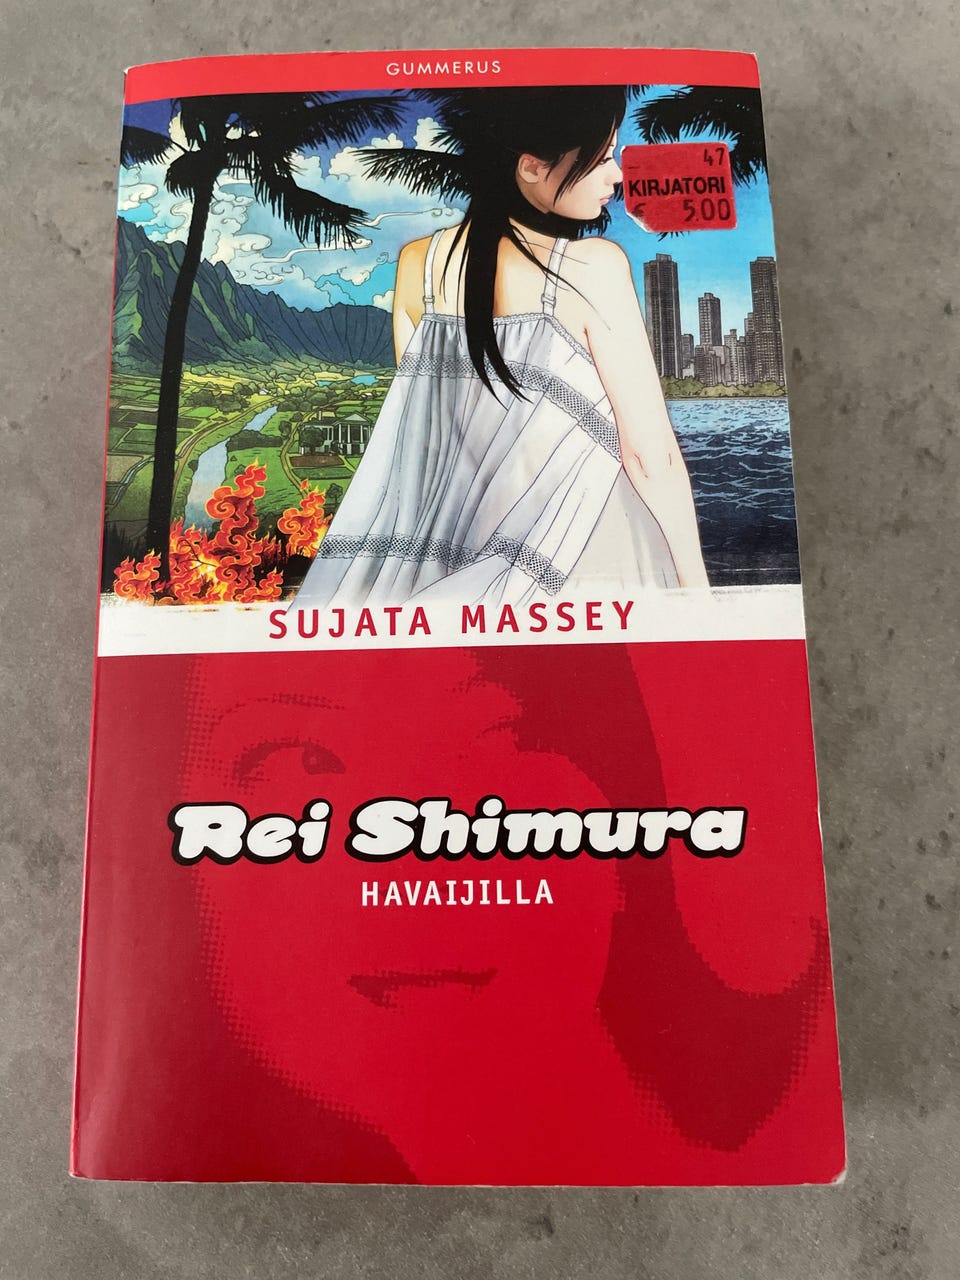 GUMMERUS
47
KIRJATORI
€ 5.00
SUJATA MASSEY
Rei Shimura
HAVAIJILLA